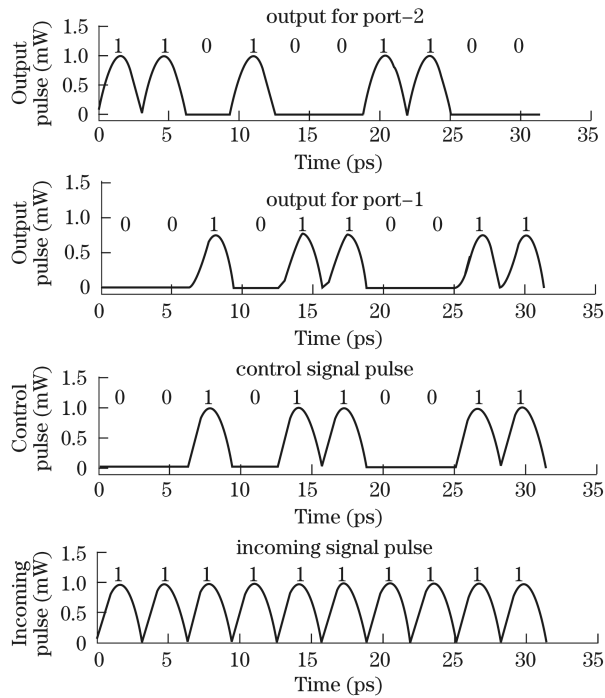 output for port–2
1.5
1 1 0 1 0 0 1 1 0 0
1.0
0.5
0
0 5 10 15 20 25 30 35
Output
pulse (mW)
Time (ps)
output for port–1
1.5
0 0 1 0 1 1 0 0 1 1
1.0
0.5
0
0 5 10 15 20 25 30 35
Output
pulse (mW)
Time (ps)
control signal pulse
1.5
0 0 1 0 1 1 0 0 1 1
1.0
0.5
0
0 5 10 15 20 25 30 35
Control
pulse (mW)
Time (ps)
incoming signal pulse
1.5
1 1 1 1 1 1 1 1 1 1
1.0
0.5
0.0
0 5 10 15 20 25 30 35
Incoming
pulse (mW)
Time (ps)